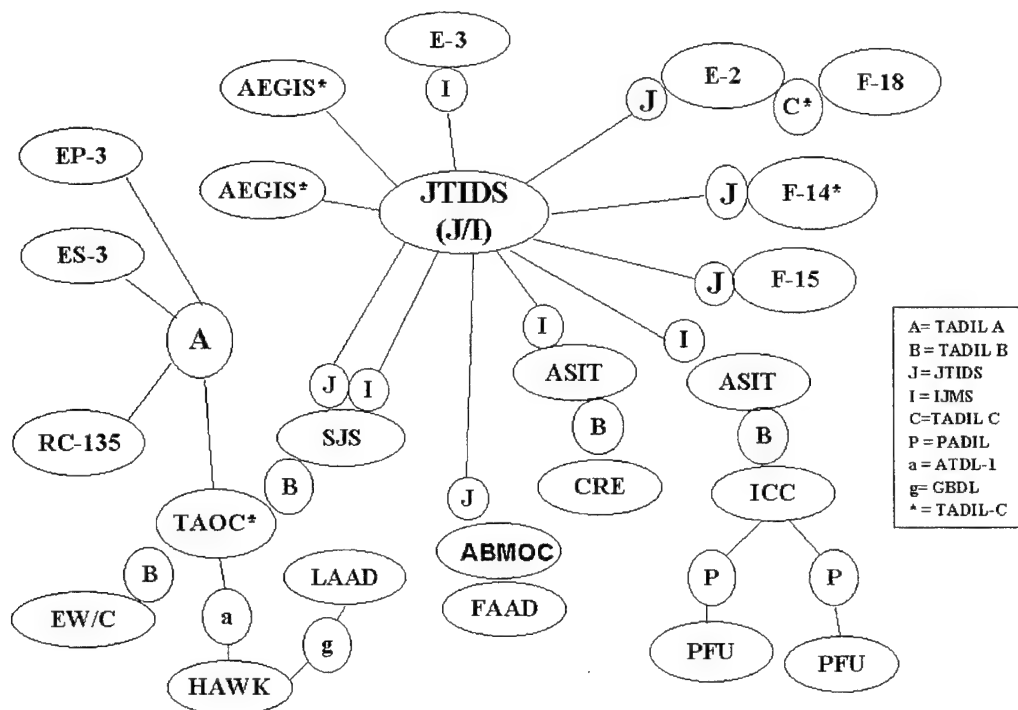 E-3
I
AEGIS*
J
E-2
C*
F-18
EP-3
AEGIS*
JTIDS
(J/I)
J
F-14*
ES-3
J
F-15
A
I
I
A= TADIL A
B = TADIL B
J= JTIDS
I = IJMS
C=TADIL C
P = PADIL
a= ATDL-1
g= GBDL
* = TADIL-C
J
I
ASIT
ASIT
RC-135
SJS
B
B
B
CRE
ICC
J
TAOC*
ABMOC
B
LAAD
P
P
EW/C
a
FAAD
g
PFU
PFU
HAWK